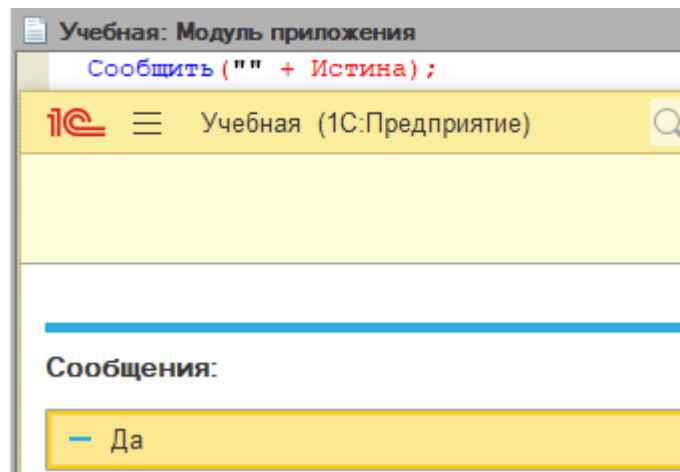 Учебная: Модуль приложения
Сообщить("" + Истина);
1С Учебная (1С:Предприятие)
Сообщения:
– Да